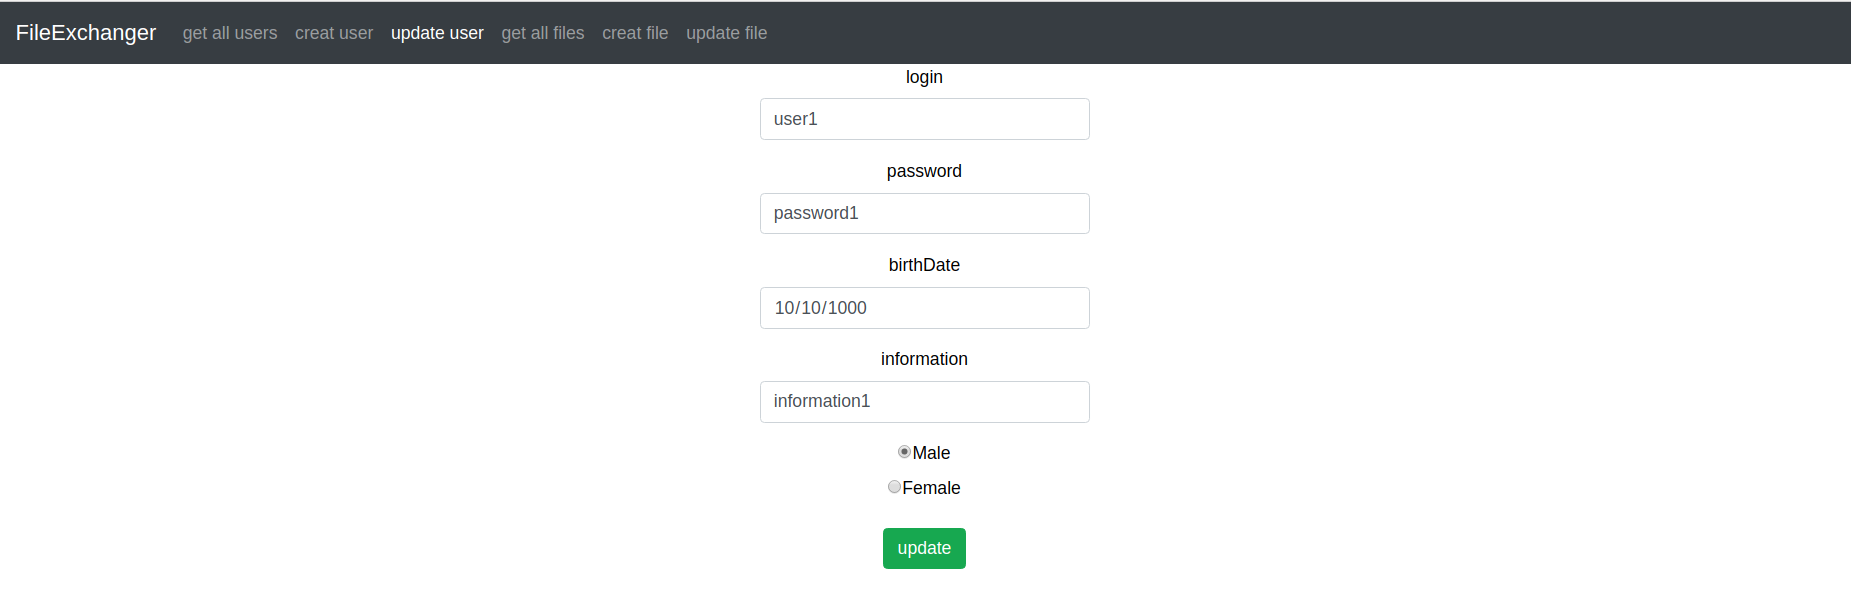 FileExchanger get all users creat user update user get all files creat file update file
login
user1
password
password1
birthDate
10/10/1000
information
information1
Male
Female
update